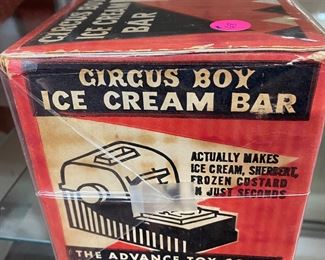 CIRCUS BOY
ICE CREAM
BAR
CIRCUS BOY
ICE CREAM BAR
ACTUALLY MAKES
ICE CREAM, SHERBERT,
FROZEN CUSTARD
IN JUST SECONDS
THE ADVANCE TOY